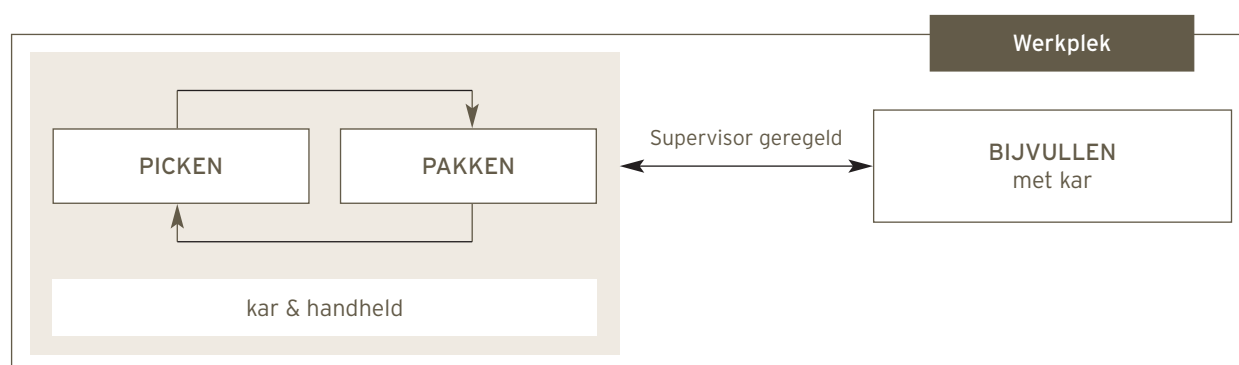 Werkplek
PICKEN
PAKKEN
Supervisor geregeld
BIJVULLEN
met kar
kar & handheld